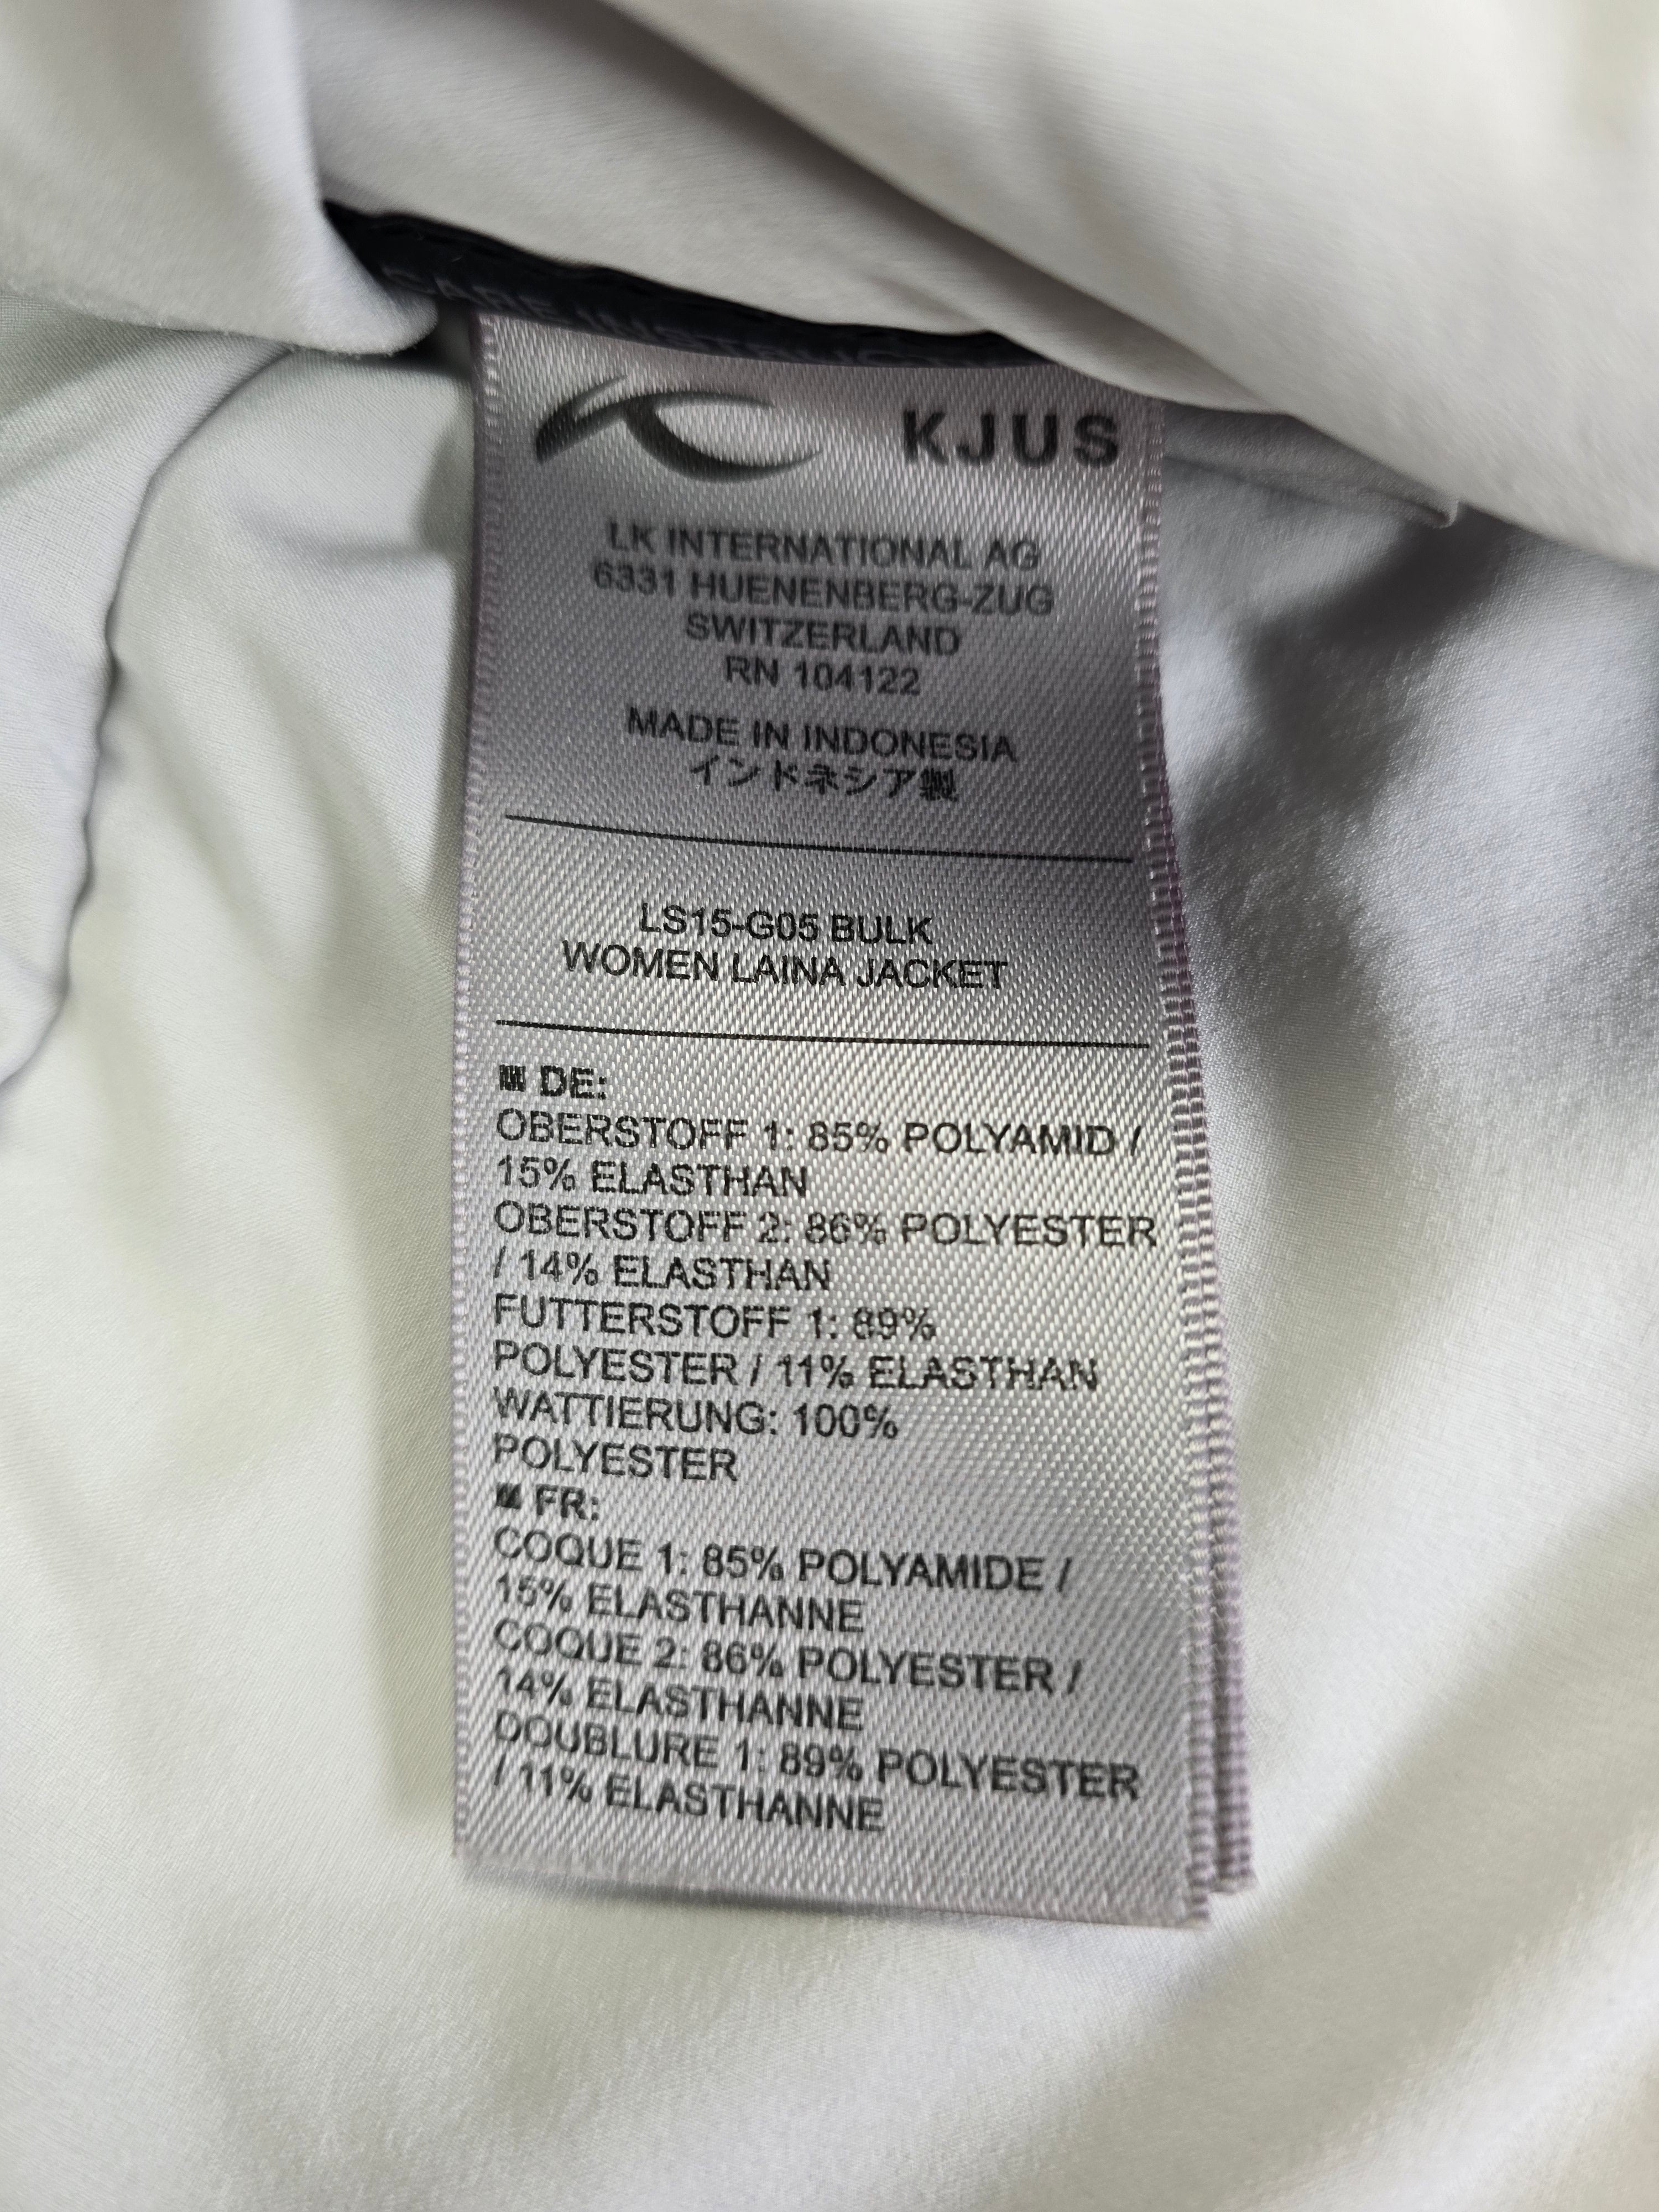 CARE INSTRUCT
KJUS
LK INTERNATIONAL AG
6331 HUENENBERG-ZUG
SWITZERLAND
RN 104122
MADE IN INDONESIA
インドネシア製
LS15-G05 BULK
WOMEN LAINA JACKET
DE:
OBERSTOFF 1: 85% POLYAMID /
15% ELASTHAN
OBERSTOFF 2: 86% POLYESTER
/ 14% ELASTHAN
FUTTERSTOFF 1: 89%
POLYESTER / 11% ELASTHAN
WATTIERUNG: 100%
POLYESTER
FR:
COQUE 1: 85% POLYAMIDE /
15% ELASTHANNE
COQUE 2: 86% POLYESTER /
14% ELASTHANNE
DOUBLURE 1: 89% POLYESTER
/ 11% ELASTHANNE